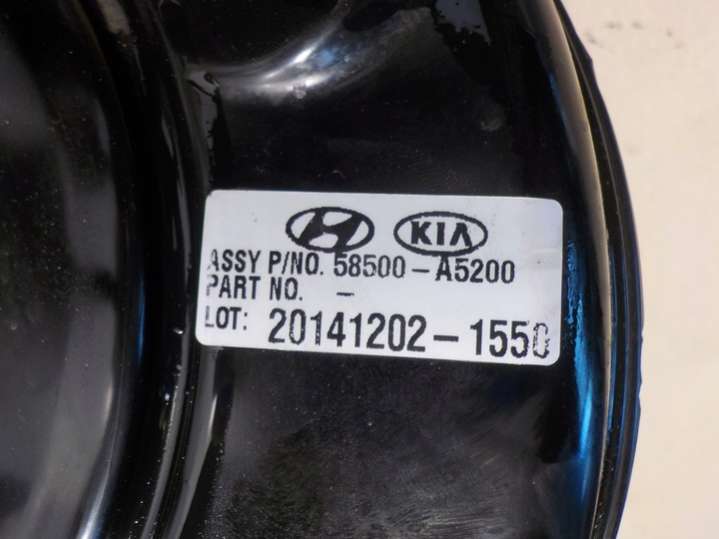 KIA
ASSY P/NO. 58500-A5200
PART NO. -
LOT: 20141202-1550